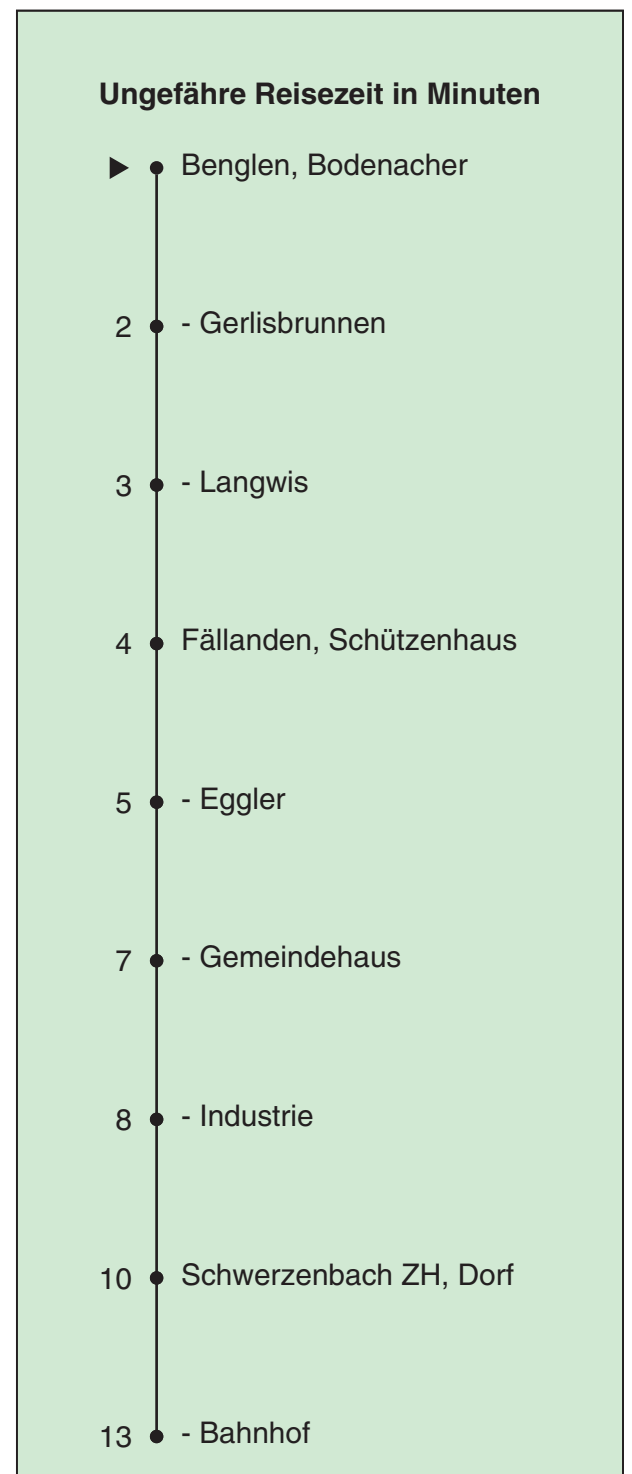 Ungefähre Reisezeit in Minuten
Benglen, Bodenacher
2 - Gerlisbrunnen
3 - Langwis
4 Fällanden, Schützenhaus
5 - Eggler
7 - Gemeindehaus
8 - Industrie
10 Schwerzenbach ZH, Dorf
13 - Bahnhof